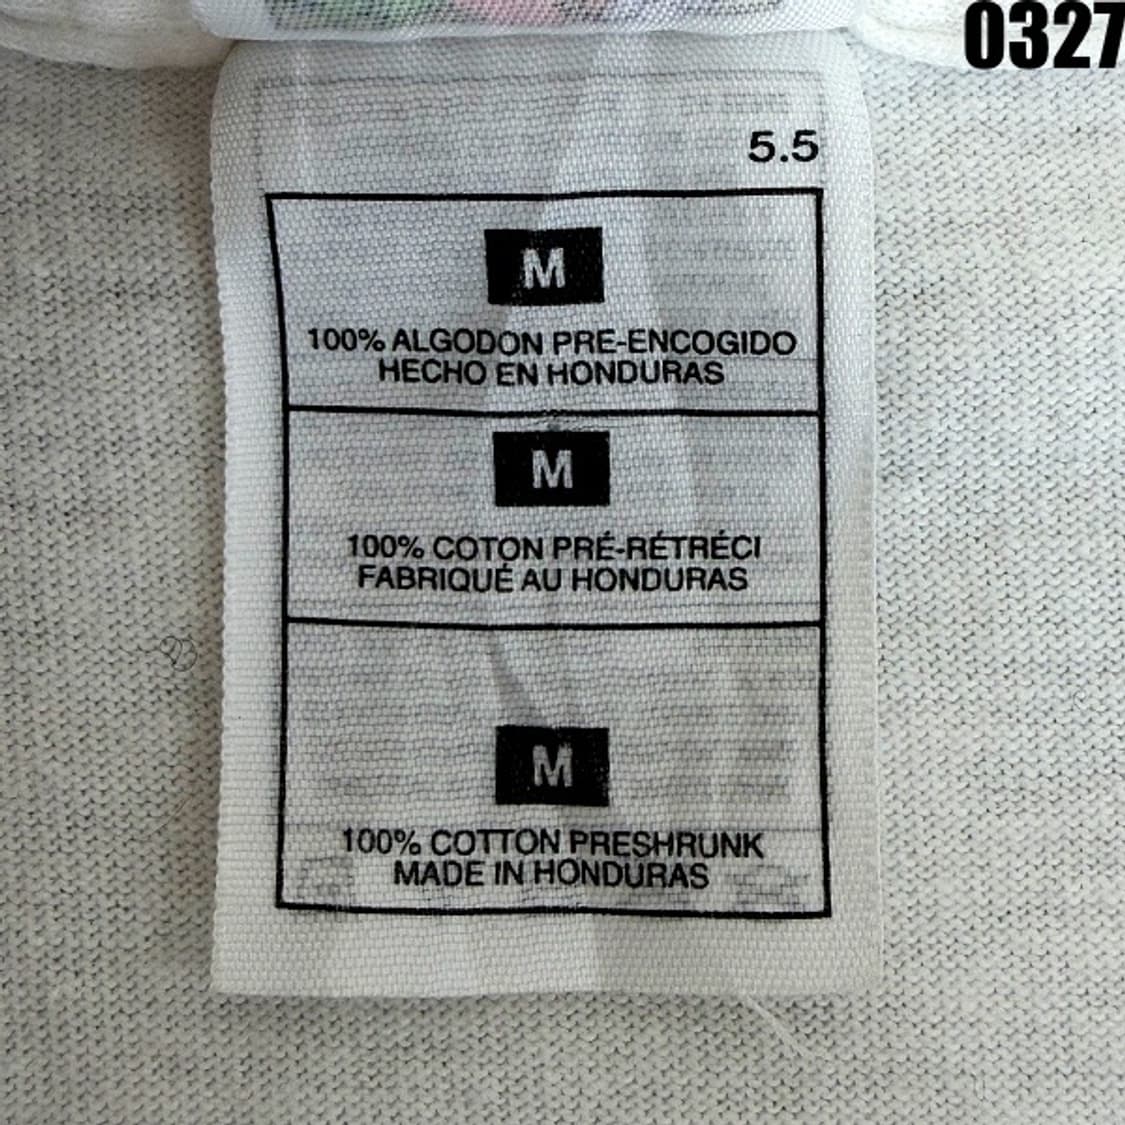 0327
5.5
M
100% ALGODON PRE-ENCOGIDO
HECHO EN HONDURAS
M
100% COTON PRÉ-RÉTRÉCI
FABRIQUÉ AU HONDURAS
M
100% COTTON PRESHRUNK
MADE IN HONDURAS